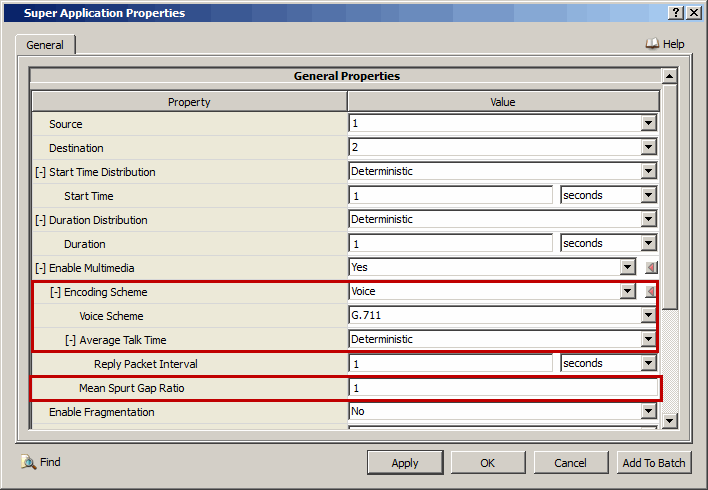 Super Application Properties
General
Help
General Properties
Property Value
Source 1
Destination 2
[-] Start Time Distribution Deterministic
Start Time 1 seconds
[-] Duration Distribution Deterministic
Duration 1 seconds
[-] Enable Multimedia Yes
[-] Encoding Scheme Voice
Voice Scheme G.711
[-] Average Talk Time Deterministic
Reply Packet Interval 1 seconds
Mean Spurt Gap Ratio 1
Enable Fragmentation No
Find Apply OK Cancel Add To Batch